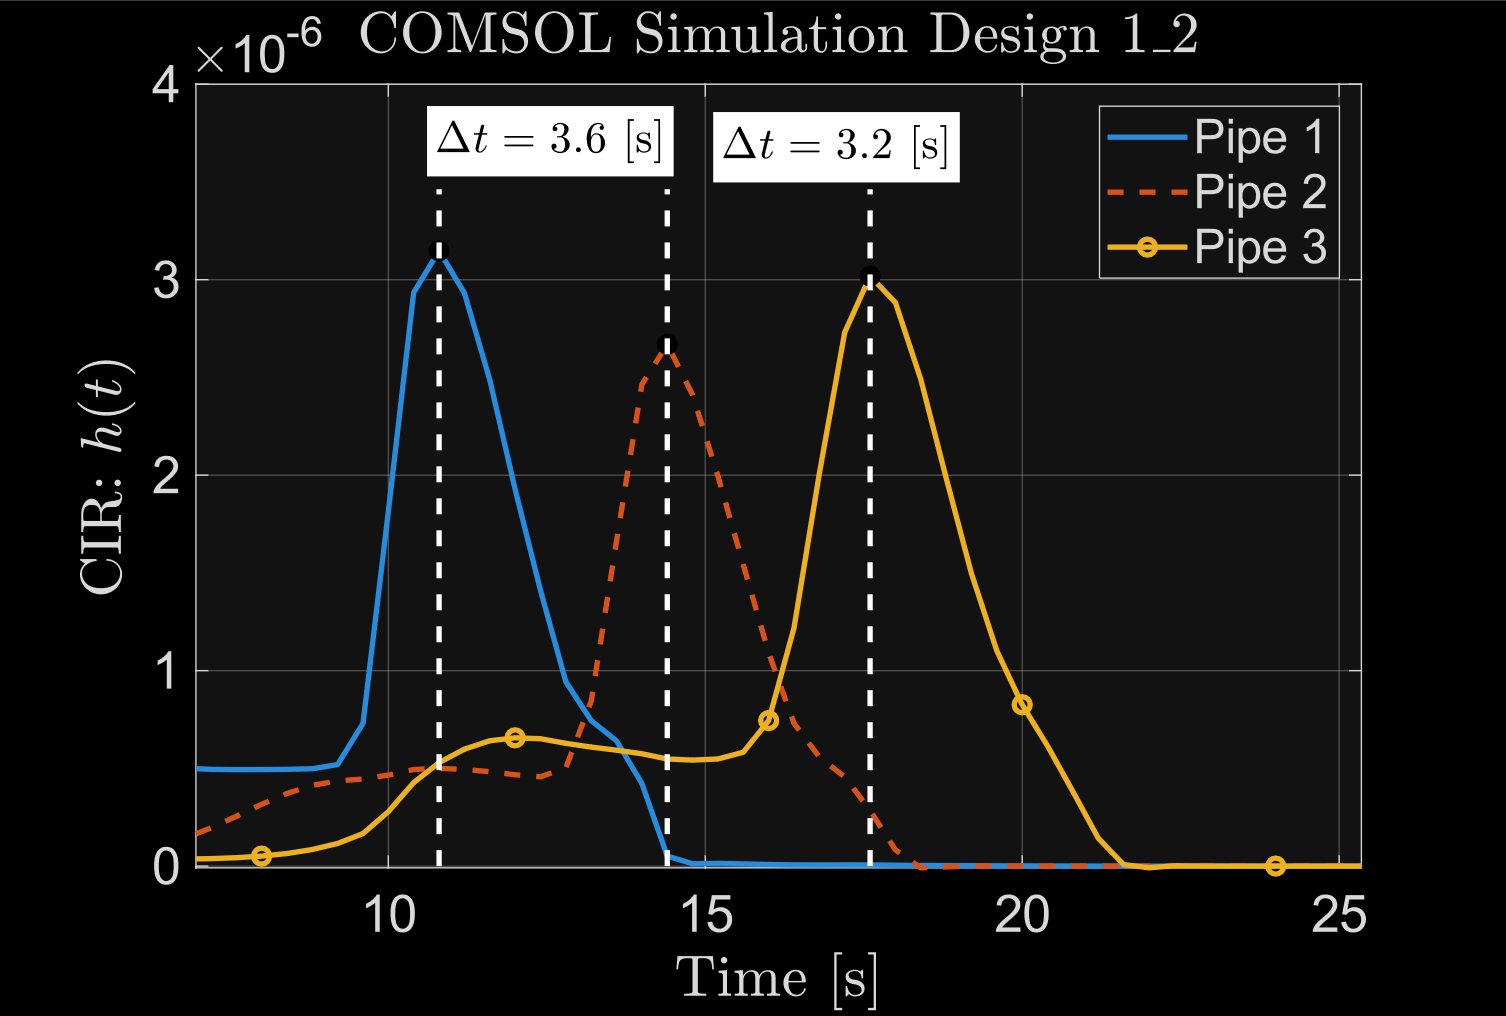 COMSOL Simulation Design 1_2
×10^-6
4
3
2
1
0
CIR: h(t)
Δt = 3.6 [s]
Δt = 3.2 [s]
Pipe 1
Pipe 2
Pipe 3
10 15 20 25
Time [s]